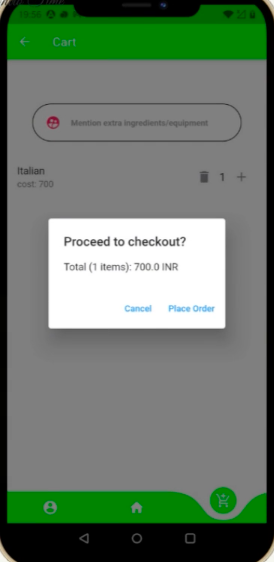 Cart
Mention extra ingredients/equipment
Italian
cost: 700
1
Proceed to checkout?
Total (1 items): 700.0 INR
Cancel Place Order